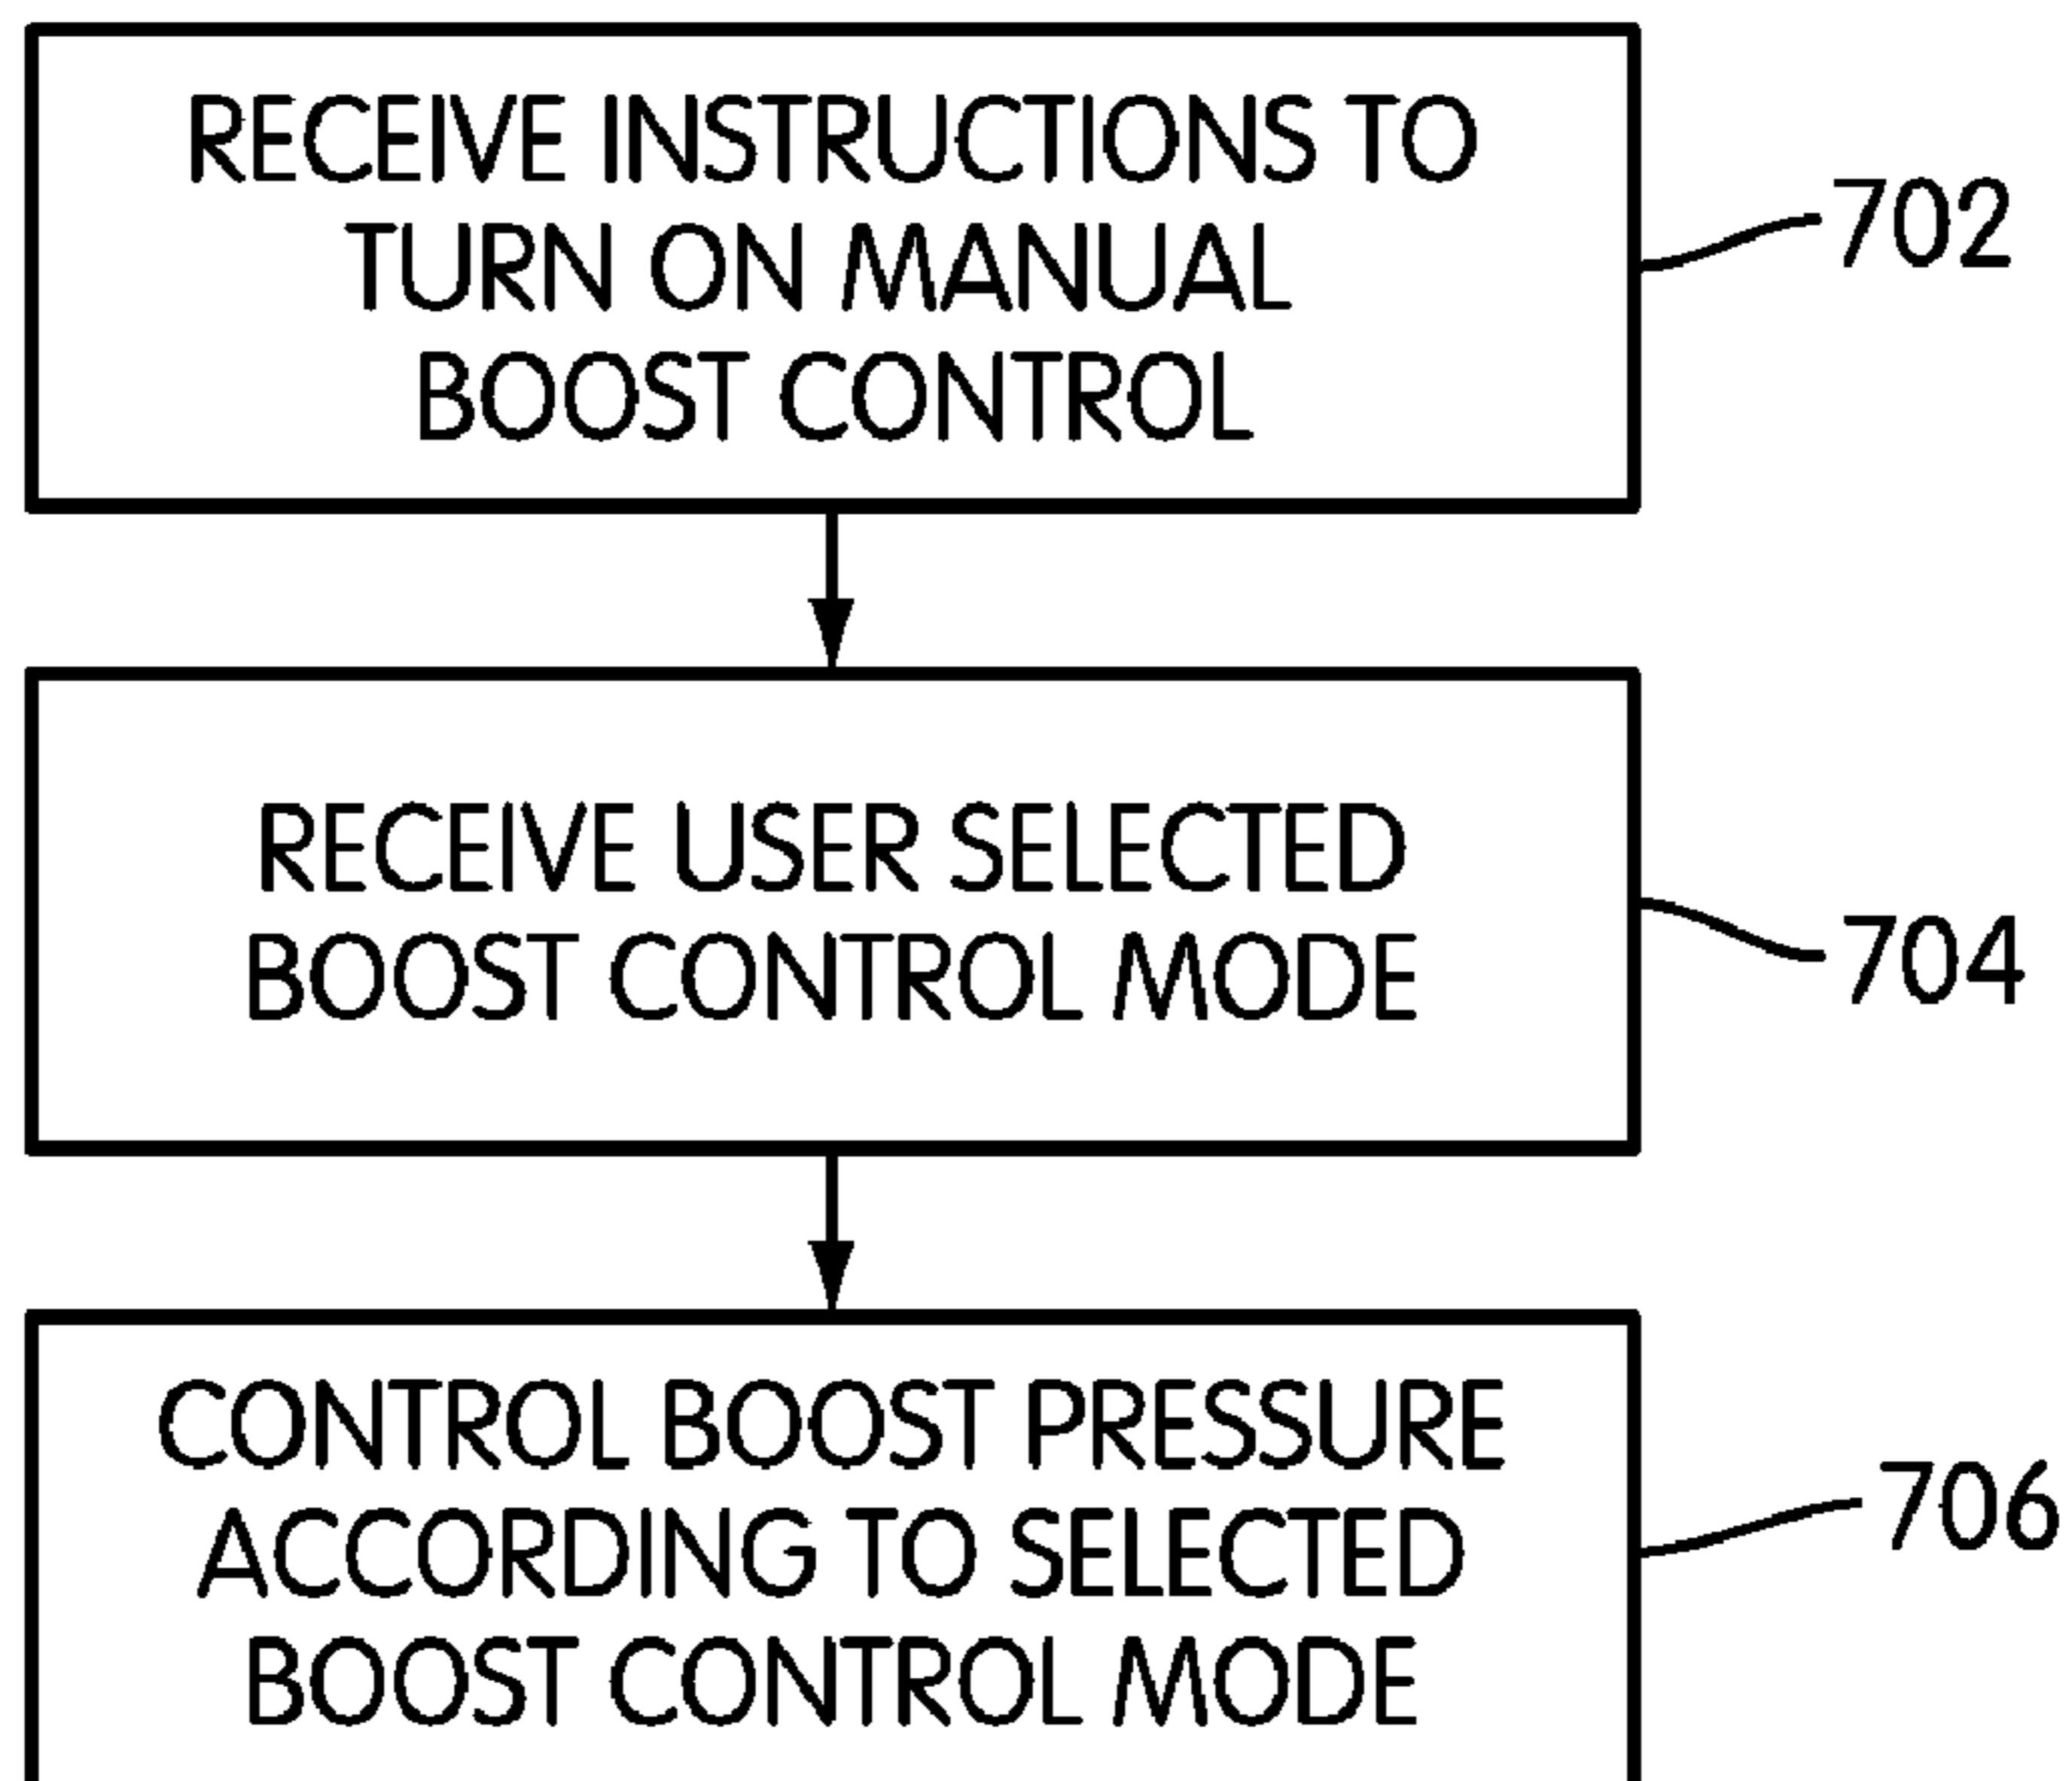 RECEIVE INSTRUCTIONS TO
TURN ON MANUAL
BOOST CONTROL
702
RECEIVE USER SELECTED
BOOST CONTROL MODE
704
CONTROL BOOST PRESSURE
ACCORDING TO SELECTED
BOOST CONTROL MODE
706